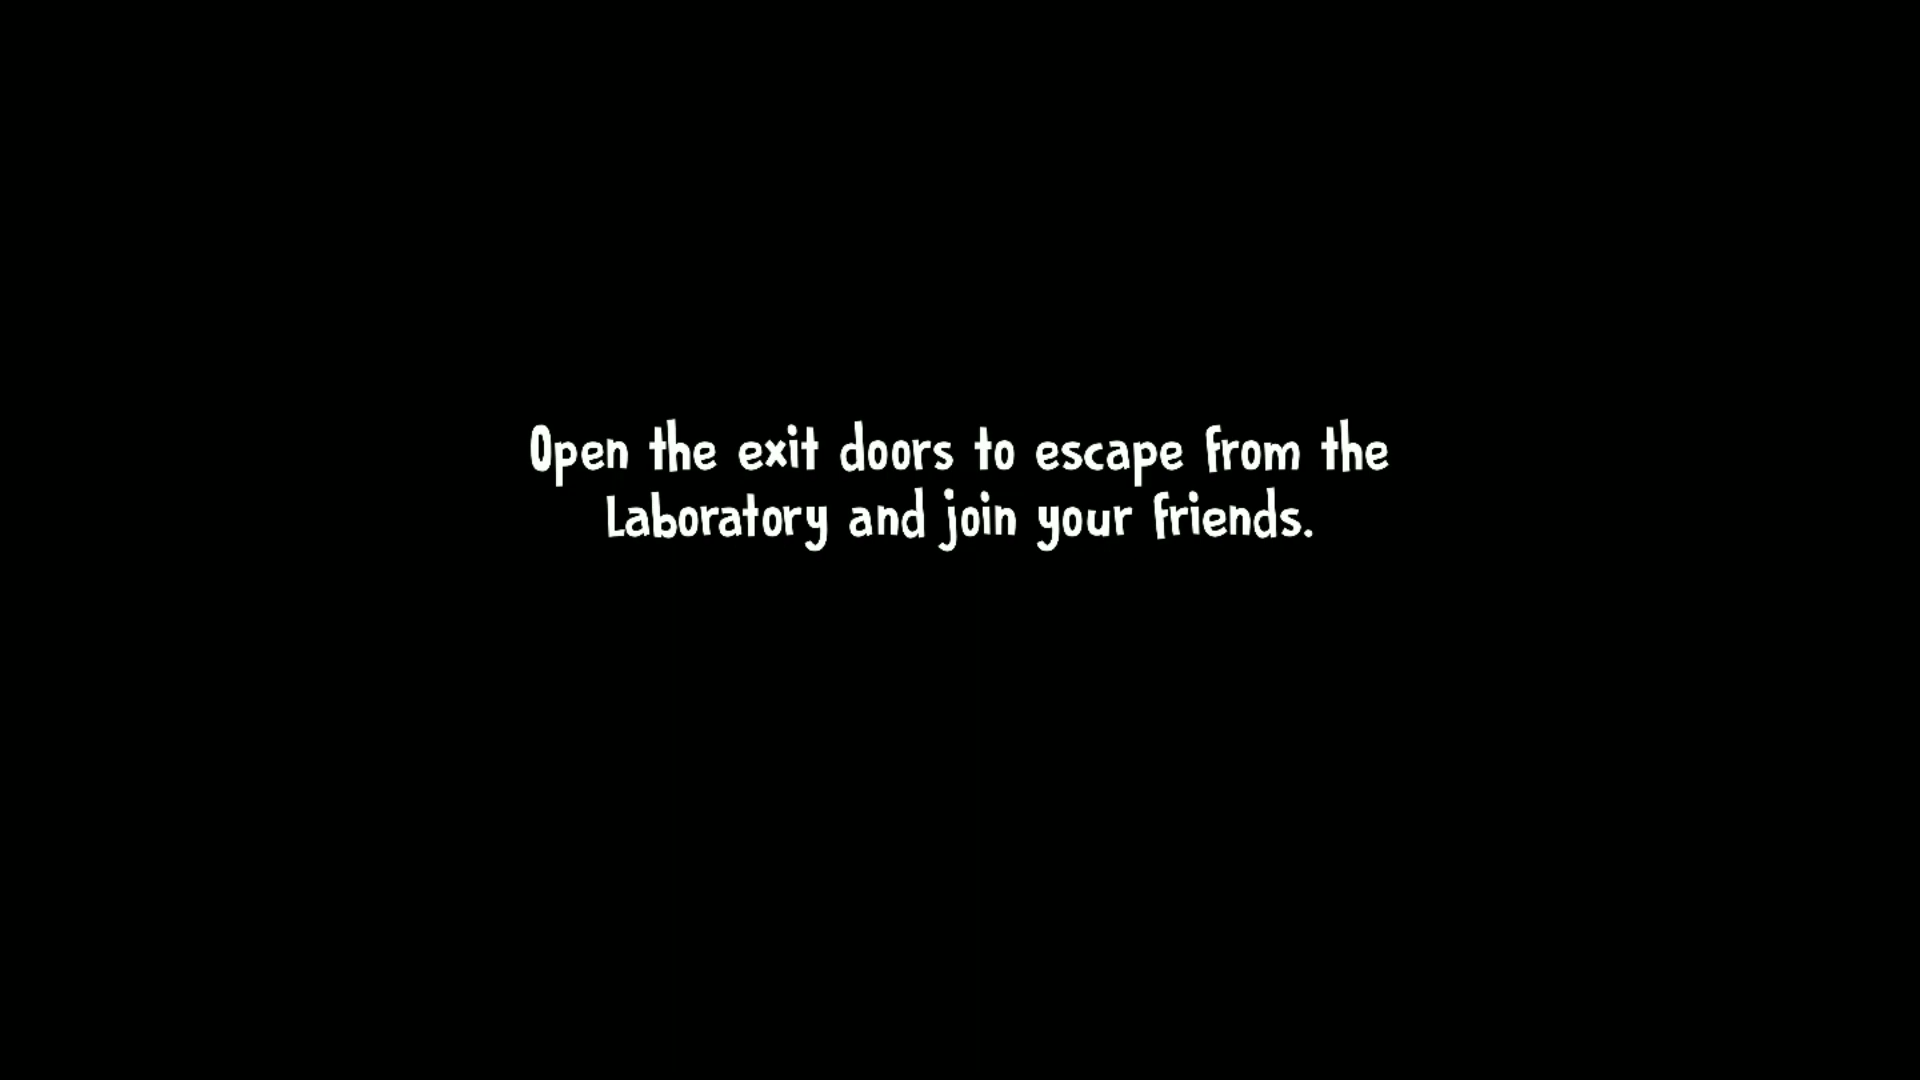 Open the exit doors to escape from the
Laboratory and join your friends.